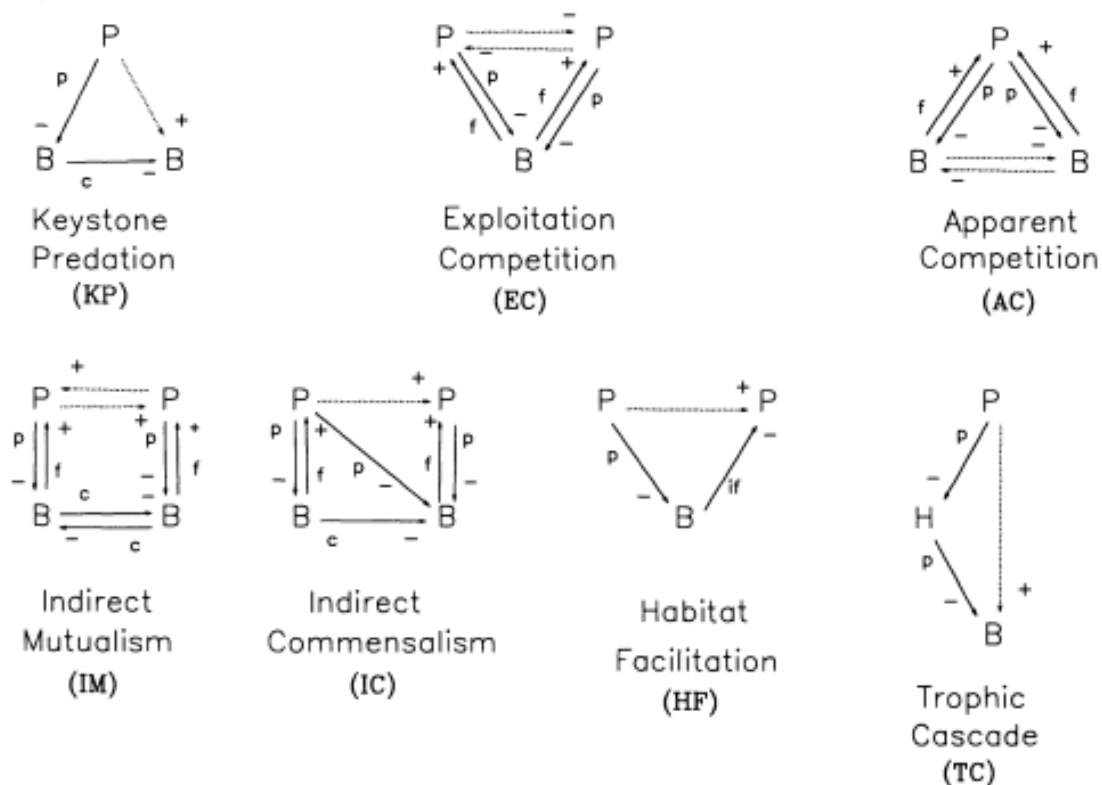 P P P P
- - + + +
p p f p f p p f
- + - - - - -
B B B B B
c - f - -
Keystone Exploitation Apparent
Predation Competition Competition
(KP) (EC) (AC)
+ + +
P P P P P P P
+ + + + + - p
p p p p p
- f - f f - - if -
c p - H
B B B B B p
- c c - -
+
Indirect Indirect Habitat B
Mutualism Commensalism Facilitation
(IM) (IC) (HF) Trophic
Cascade
(TC)